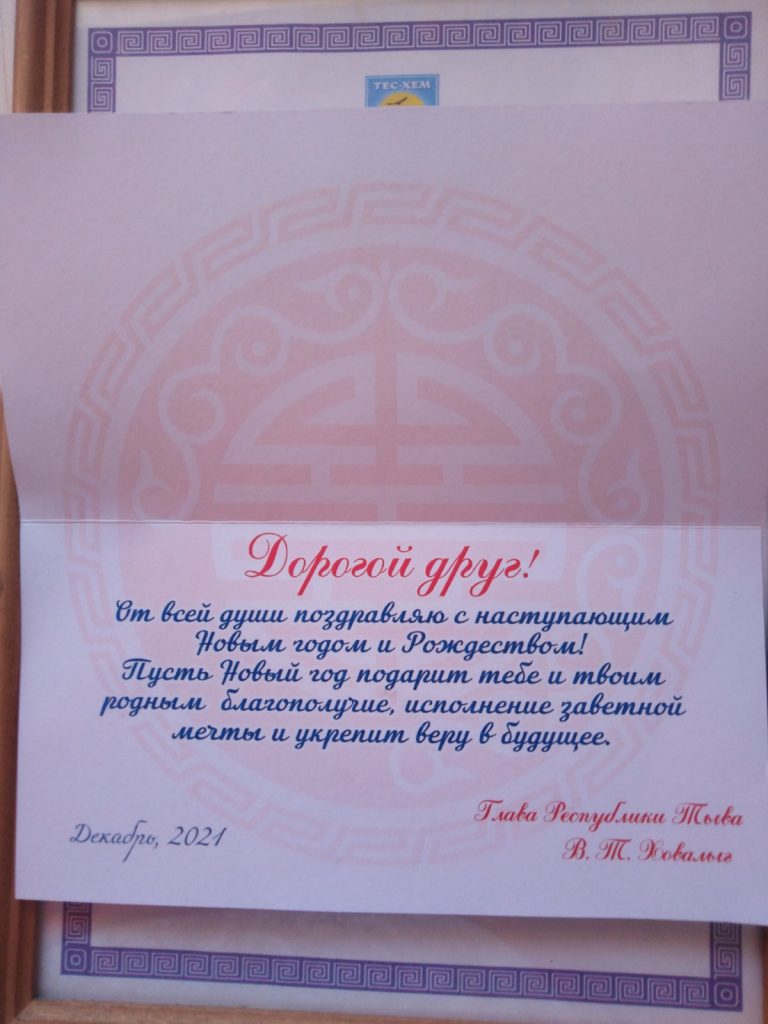 ТЕС-ХЕМ
Дорогой друг!
От всей души поздравляю с наступающим
Новым годом и Рождеством!
Пусть Новый год подарит тебе и твоим
родным благополучие, исполнение заветной
мечты и укрепит веру в будущее.
Декабрь, 2021
Глава Республики Тыва
В. Т. Ховалыг